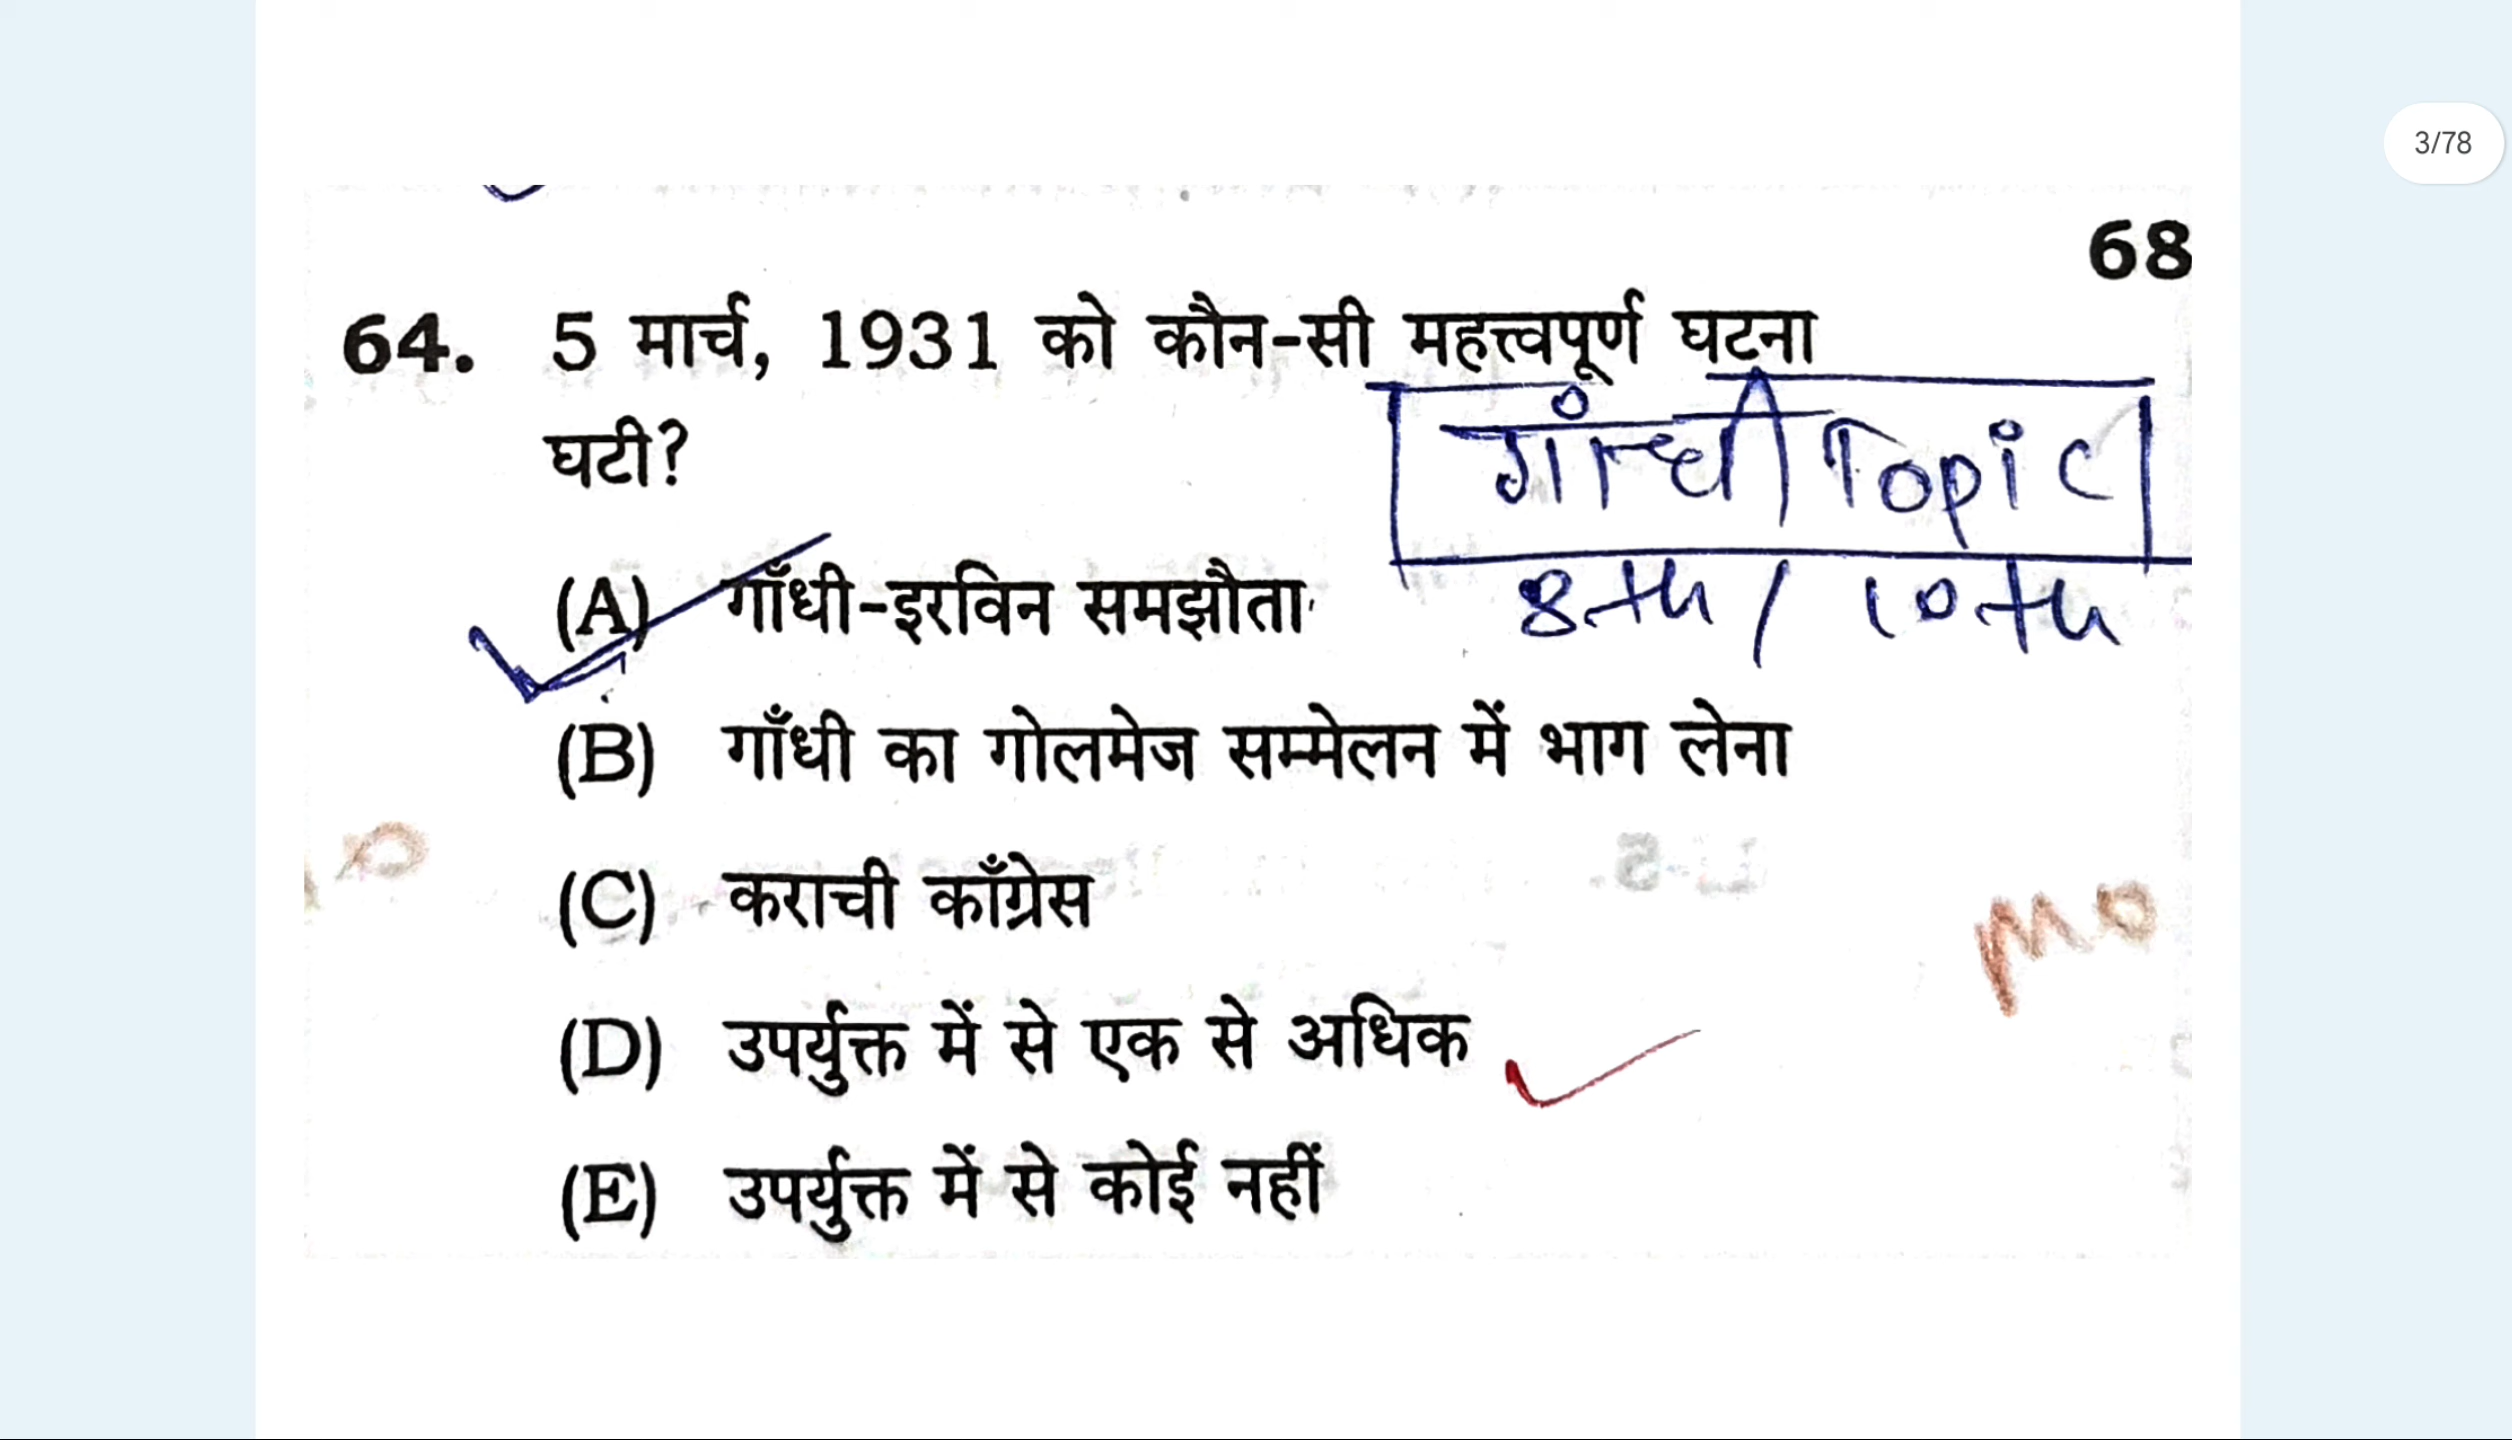 3/78
68
64. 5 मार्च, 1931 को कौन-सी महत्त्वपूर्ण घटना
घटी?
गांन्धी Topic
8th / 10th
(A) गाँधी-इरविन समझौता
(B) गाँधी का गोलमेज सम्मेलन में भाग लेना
(C) कराची काँग्रेस
(D) उपर्युक्त में से एक से अधिक
(E) उपर्युक्त में से कोई नहीं